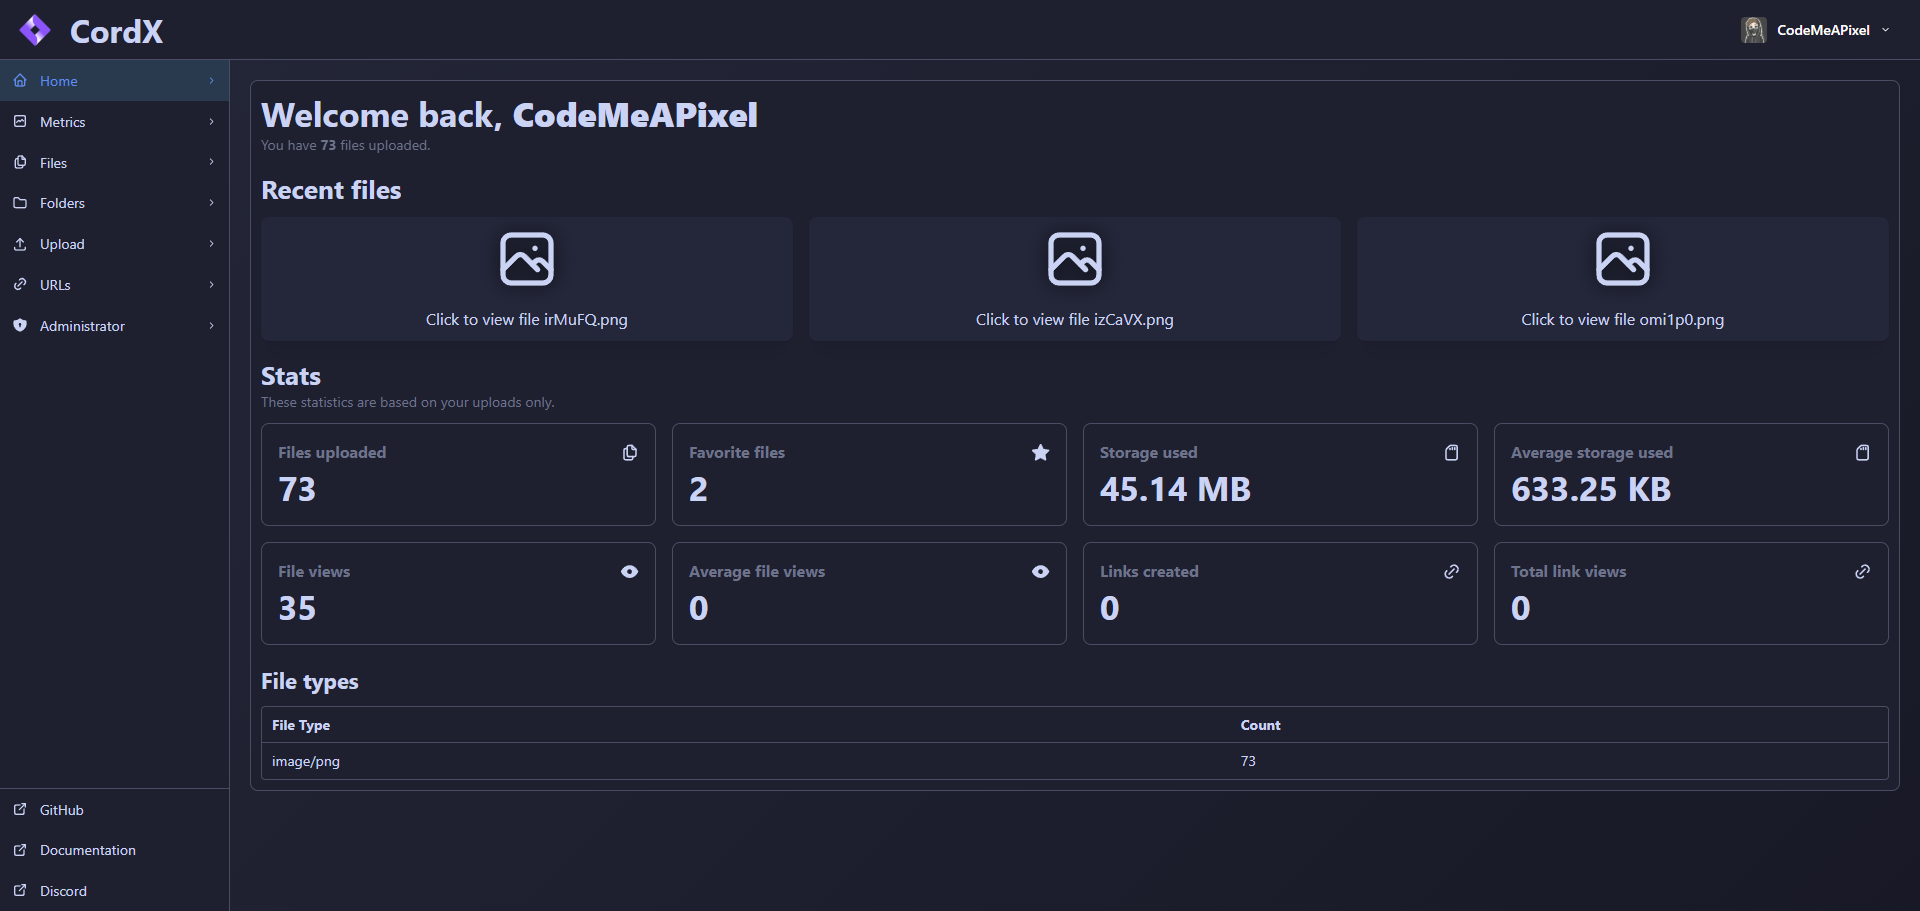 CordX
CodeMeAPixel
Home
Metrics
Files
Folders
Upload
URLs
Administrator
GitHub
Documentation
Discord
Welcome back, CodeMeAPixel
You have 73 files uploaded.
Recent files
Click to view file irMuFQ.png
Click to view file izCaVX.png
Click to view file omi1p0.png
Stats
These statistics are based on your uploads only.
Files uploaded
73
Favorite files
2
Storage used
45.14 MB
Average storage used
633.25 KB
File views
35
Average file views
0
Links created
0
Total link views
0
File types
File Type Count
image/png 73